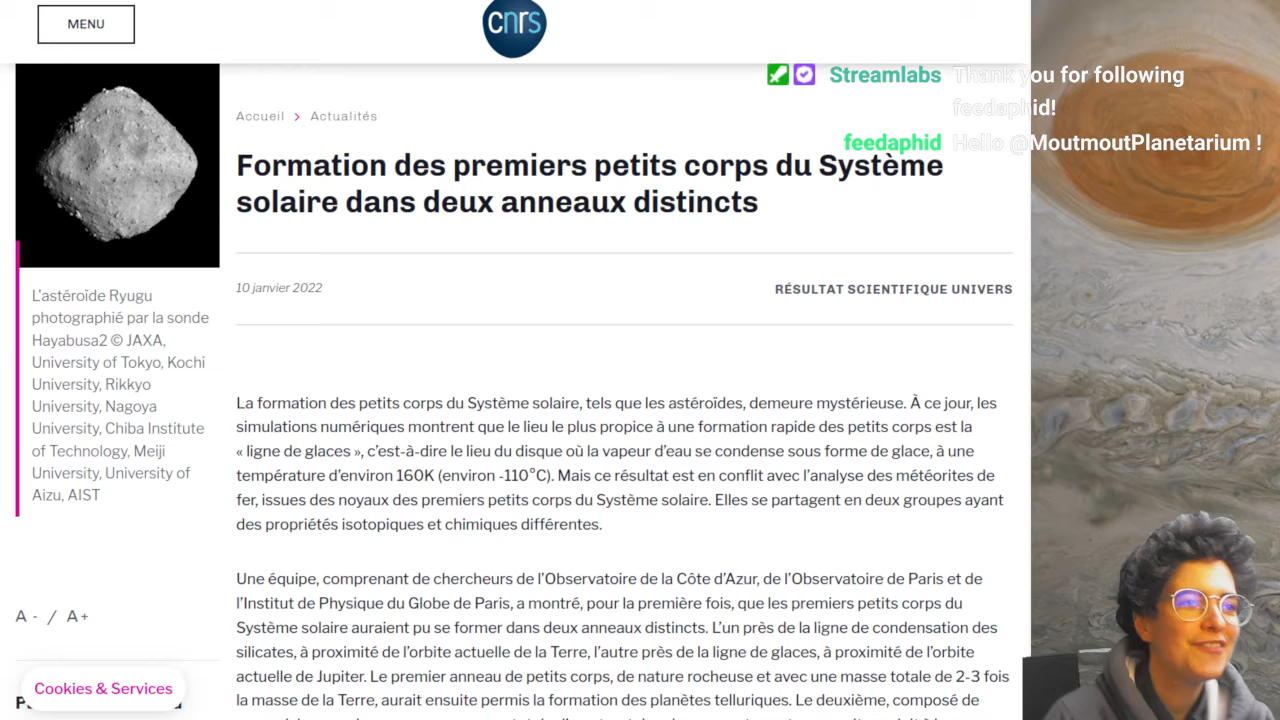 MENU
cnrs
Streamlabs Thank you for following
feedaphid!
feedaphid Hello @MoutmoutPlanetarium !
Accueil > Actualités
Formation des premiers petits corps du Système
solaire dans deux anneaux distincts
10 janvier 2022
RÉSULTAT SCIENTIFIQUE UNIVERS
L'astéroïde Ryugu
photographié par la sonde
Hayabusa2 © JAXA,
University of Tokyo, Kochi
University, Rikkyo
University, Nagoya
University, Chiba Institute
of Technology, Meiji
University, University of
Aizu, AIST
A - / A+
Cookies & Services
La formation des petits corps du Système solaire, tels que les astéroïdes, demeure mystérieuse. À ce jour, les
simulations numériques montrent que le lieu le plus propice à une formation rapide des petits corps est la
« ligne de glaces », c'est-à-dire le lieu du disque où la vapeur d'eau se condense sous forme de glace, à une
température d'environ 160K (environ -110°C). Mais ce résultat est en conflit avec l'analyse des météorites de
fer, issues des noyaux des premiers petits corps du Système solaire. Elles se partagent en deux groupes ayant
des propriétés isotopiques et chimiques différentes.
Une équipe, comprenant de chercheurs de l'Observatoire de la Côte d'Azur, de l'Observatoire de Paris et de
l'Institut de Physique du Globe de Paris, a montré, pour la première fois, que les premiers petits corps du
Système solaire auraient pu se former dans deux anneaux distincts. L'un près de la ligne de condensation des
silicates, à proximité de l'orbite actuelle de la Terre, l'autre près de la ligne de glaces, à proximité de l'orbite
actuelle de Jupiter. Le premier anneau de petits corps, de nature rocheuse et avec une masse totale de 2-3 fois
la masse de la Terre, aurait ensuite permis la formation des planètes telluriques. Le deuxième, composé de